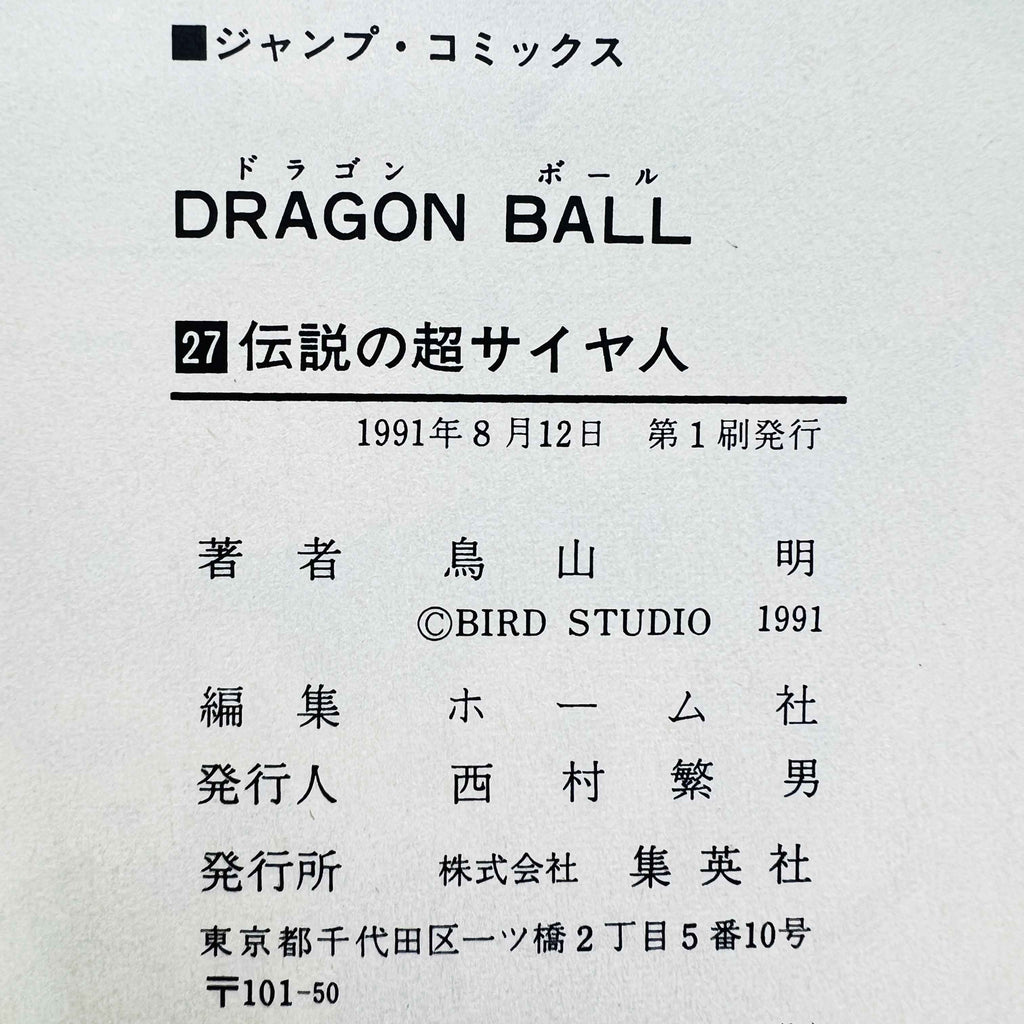 ■ジャンプ・コミックス
ドラゴン ボール
DRAGON BALL
27 伝説の超サイヤ人
1991年8月12日 第1刷発行
著者 鳥山明
©BIRD STUDIO 1991
編集 ホーム社
発行人 西村繁男
発行所 株式会社 集英社
東京都千代田区一ツ橋2丁目5番10号
〒101-50